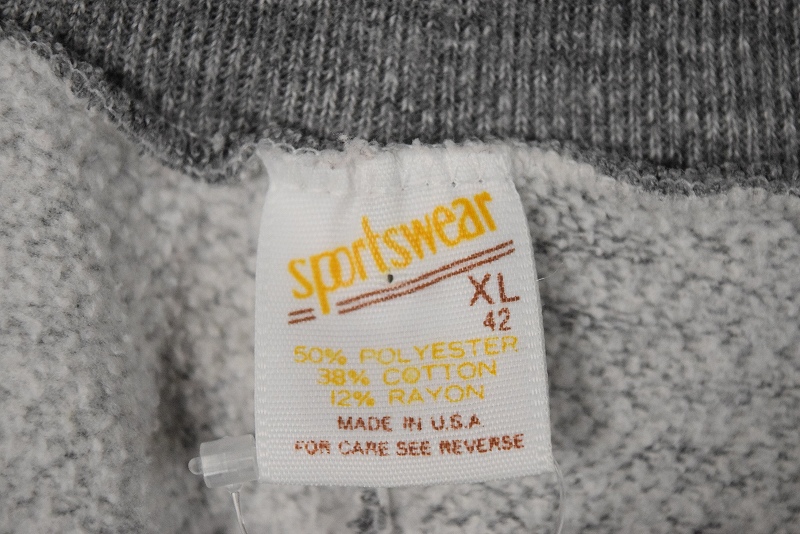 sportswear
XL
42
50% POLYESTER
38% COTTON
12% RAYON
MADE IN U.S.A
FOR CARE SEE REVERSE